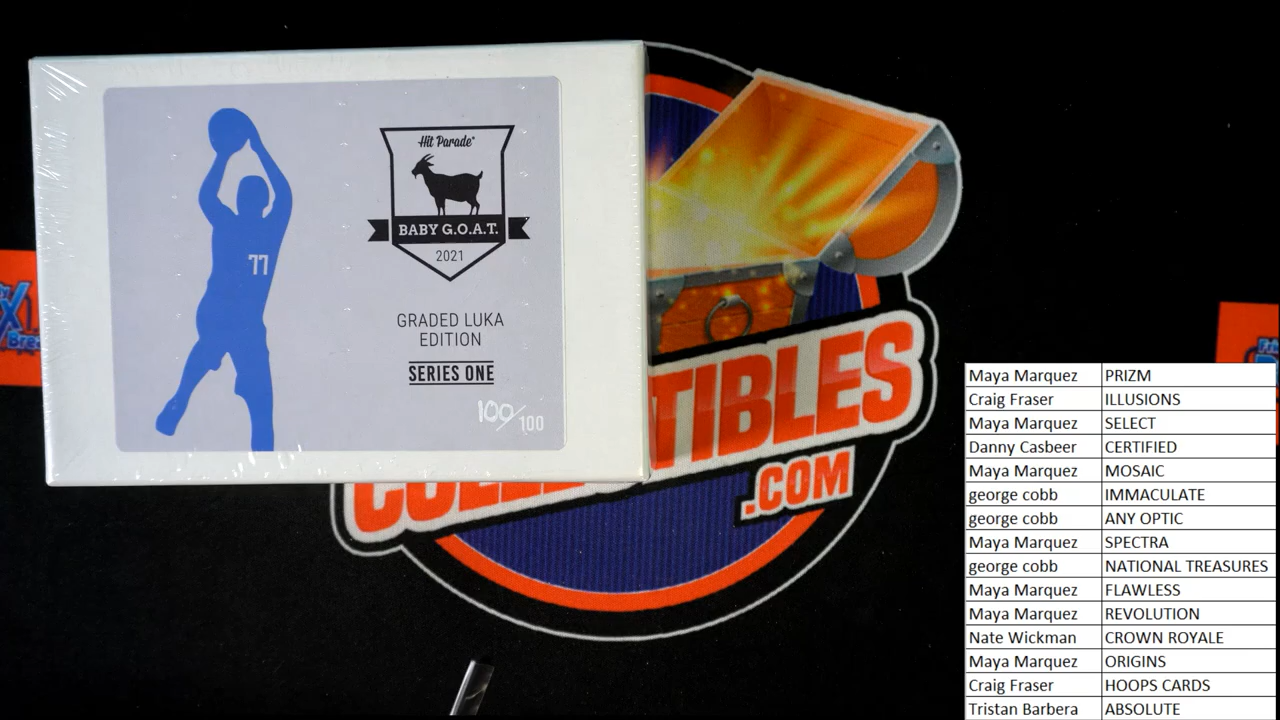 77
Hit Parade®
BABY G.O.A.T.
2021
GRADED LUKA
EDITION
SERIES ONE
100/100
TIBLES
.COM
Maya Marquez PRIZM
Craig Fraser ILLUSIONS
Maya Marquez SELECT
Danny Casbeer CERTIFIED
Maya Marquez MOSAIC
george cobb IMMACULATE
george cobb ANY OPTIC
Maya Marquez SPECTRA
george cobb NATIONAL TREASURES
Maya Marquez FLAWLESS
Maya Marquez REVOLUTION
Nate Wickman CROWN ROYALE
Maya Marquez ORIGINS
Craig Fraser HOOPS CARDS
Tristan Barbera ABSOLUTE